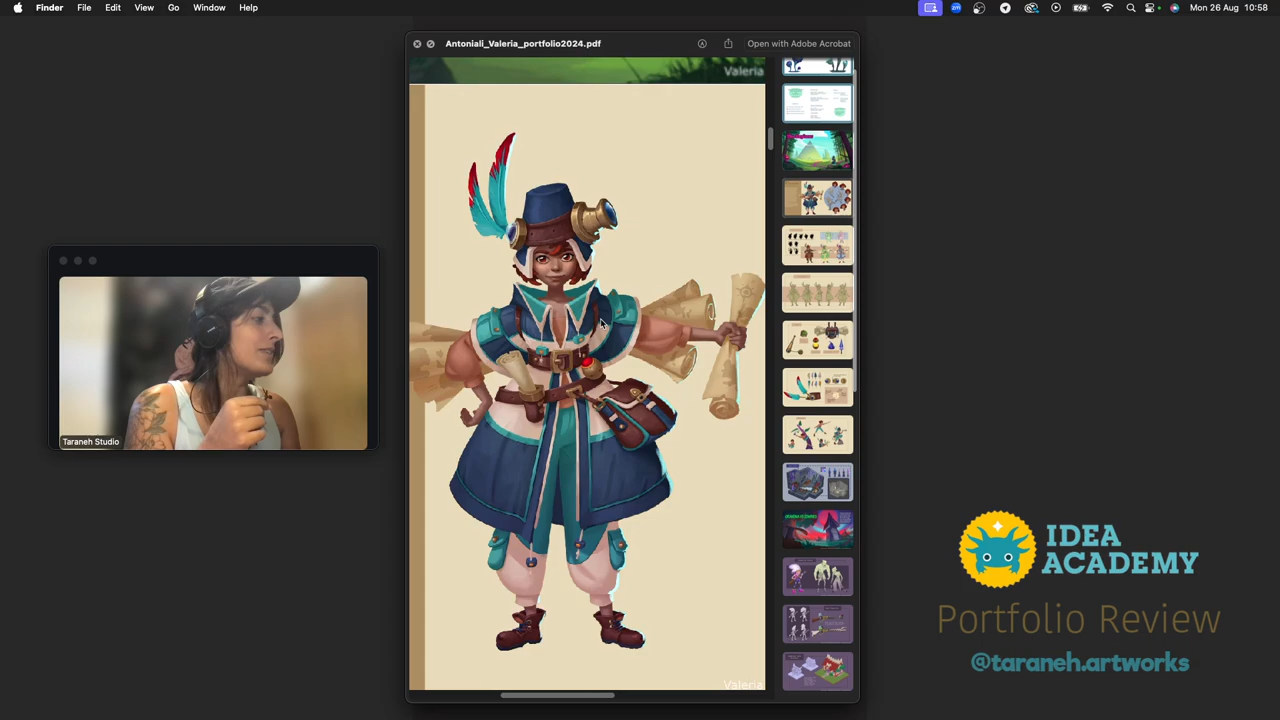 Finder File Edit View Go Window Help
Mon 26 Aug 10:58
Antoniali_Valeria_portfolio2024.pdf
Open with Adobe Acrobat
Valeria
Taraneh Studio
Valeria
IDEA
ACADEMY
Portfolio Review
@taraneh.artworks